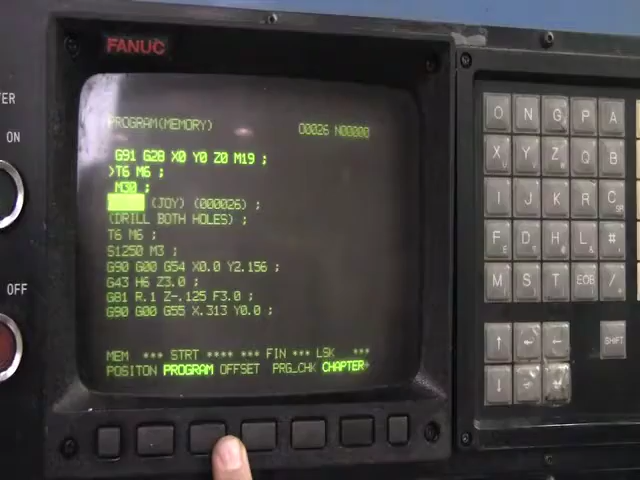 FANUC
ON
OFF
PROGRAM(MEMORY) O0026 N00000
G91 G28 X0 Y0 Z0 M19 ;
>T6 M6 ;
M30 ;
(JOY) (000026) ;
(DRILL BOTH HOLES) ;
T6 M6 ;
S1250 M3 ;
G90 G00 G54 X0.0 Y2.156 ;
G43 H6 Z3.0 ;
G81 R.1 Z-.125 F3.0 ;
G90 G00 G55 X.313 Y0.0 ;
MEM *** STRT **** *** FIN *** LSK ***
POSITON PROGRAM OFFSET PRG_CHK CHAPTER
O N G P A
X Y Z Q B
I J K R C
F D H L #
M S T EOB /
↑ ← ←
SHIFT
↓ ←